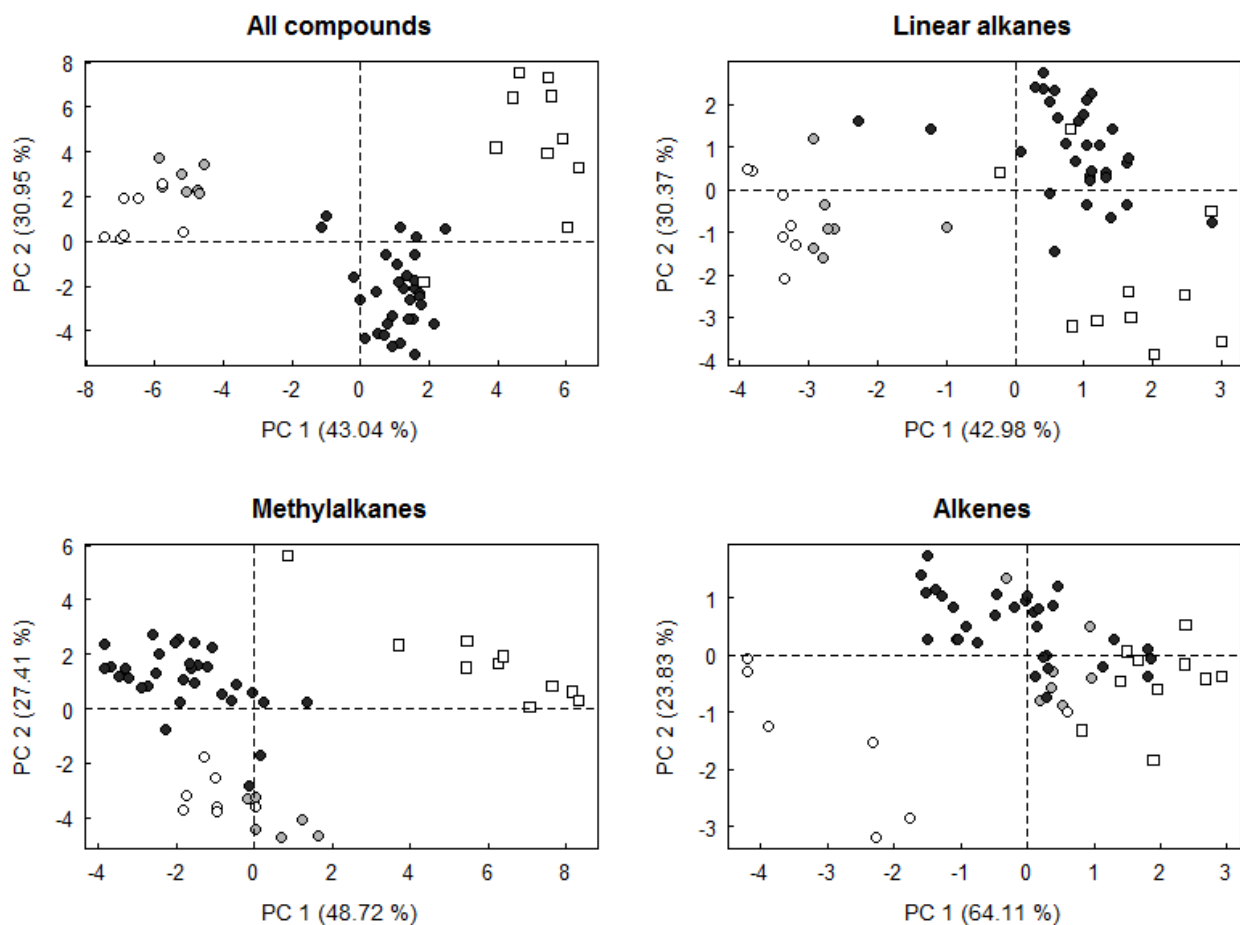 All compounds
8
6
4
2
0
-2
-4
PC 2 (30.95 %)
-8 -6 -4 -2 0 2 4 6
PC 1 (43.04 %)
Linear alkanes
2
1
0
-1
-2
-3
-4
PC 2 (30.37 %)
-4 -3 -2 -1 0 1 2 3
PC 1 (42.98 %)
Methylalkanes
6
4
2
0
-2
-4
PC 2 (27.41 %)
-4 -2 0 2 4 6 8
PC 1 (48.72 %)
Alkenes
1
0
-1
-2
-3
PC 2 (23.83 %)
-4 -3 -2 -1 0 1 2 3
PC 1 (64.11 %)